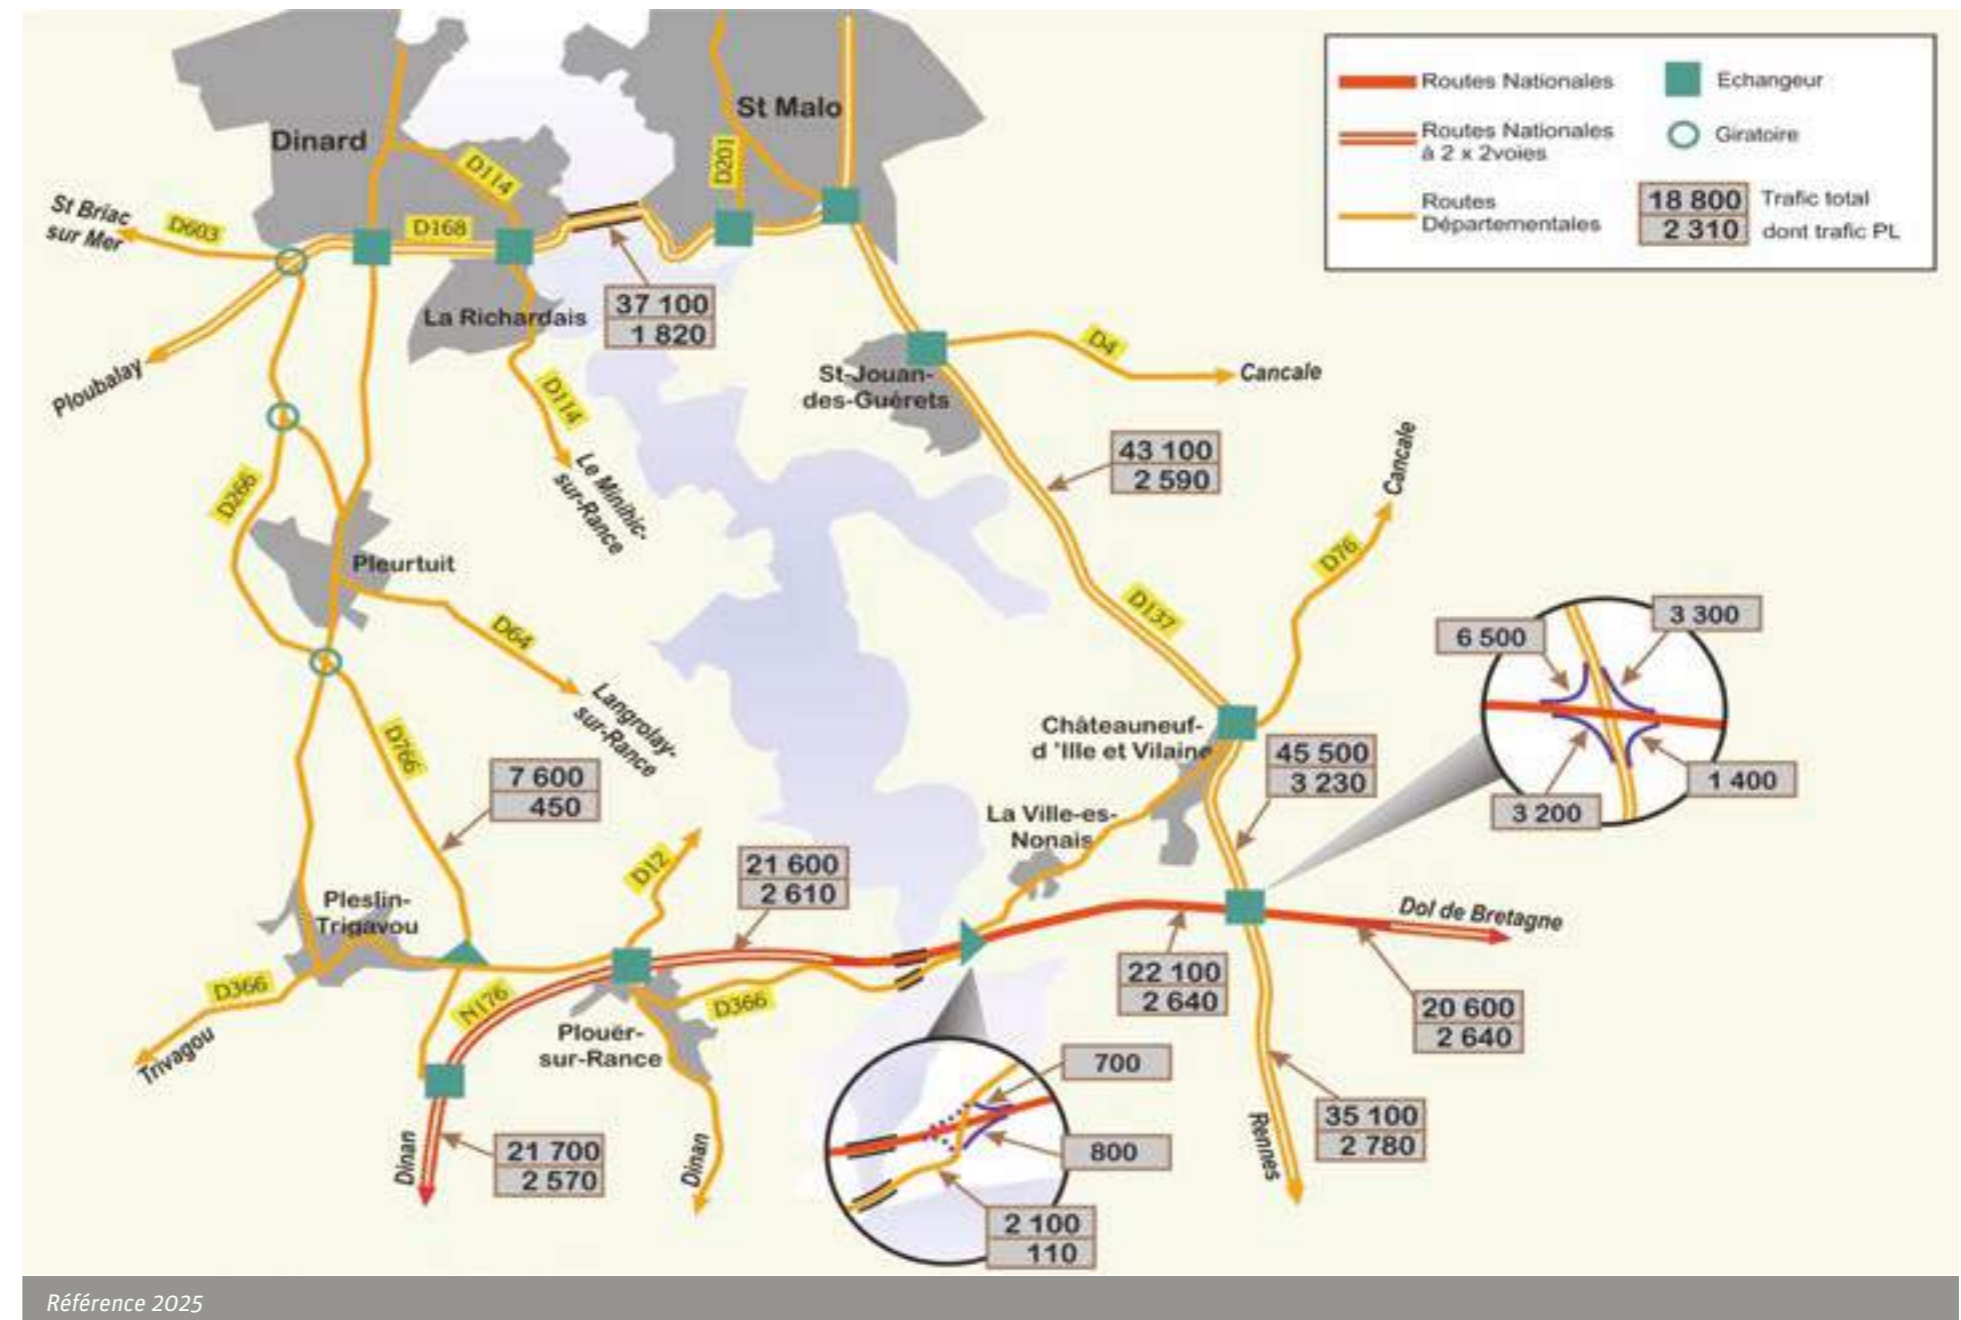 St Malo
Dinard
D114
D201
St Briac
sur Mer
D603
D168
La Richardais
37 100
1 820
Ploubalay
D114
Le Minihic-
sur-Rance
St-Jouan-
des-Guérets
D4
Cancale
43 100
2 590
Cancale
D76
D137
D266
Pleurtuit
D64
Langrolay-
sur-Rance
D766
7 600
450
Châteauneuf-
d 'Ille et Vilaine
45 500
3 230
La Ville-es-
Nonais
6 500
3 300
3 200
1 400
D12
21 600
2 610
Pleslin-
Trigavou
D366
Trivagou
N176
Plouër-
sur-Rance
D366
22 100
2 640
Dol de Bretagne
20 600
2 640
Dinan
21 700
2 570
Dinan
700
800
2 100
110
Rennes
35 100
2 780
Routes Nationales
Routes Nationales
à 2 x 2voies
Routes
Départementales
Echangeur
Giratoire
18 800
2 310
Trafic total
dont trafic PL
Référence 2025